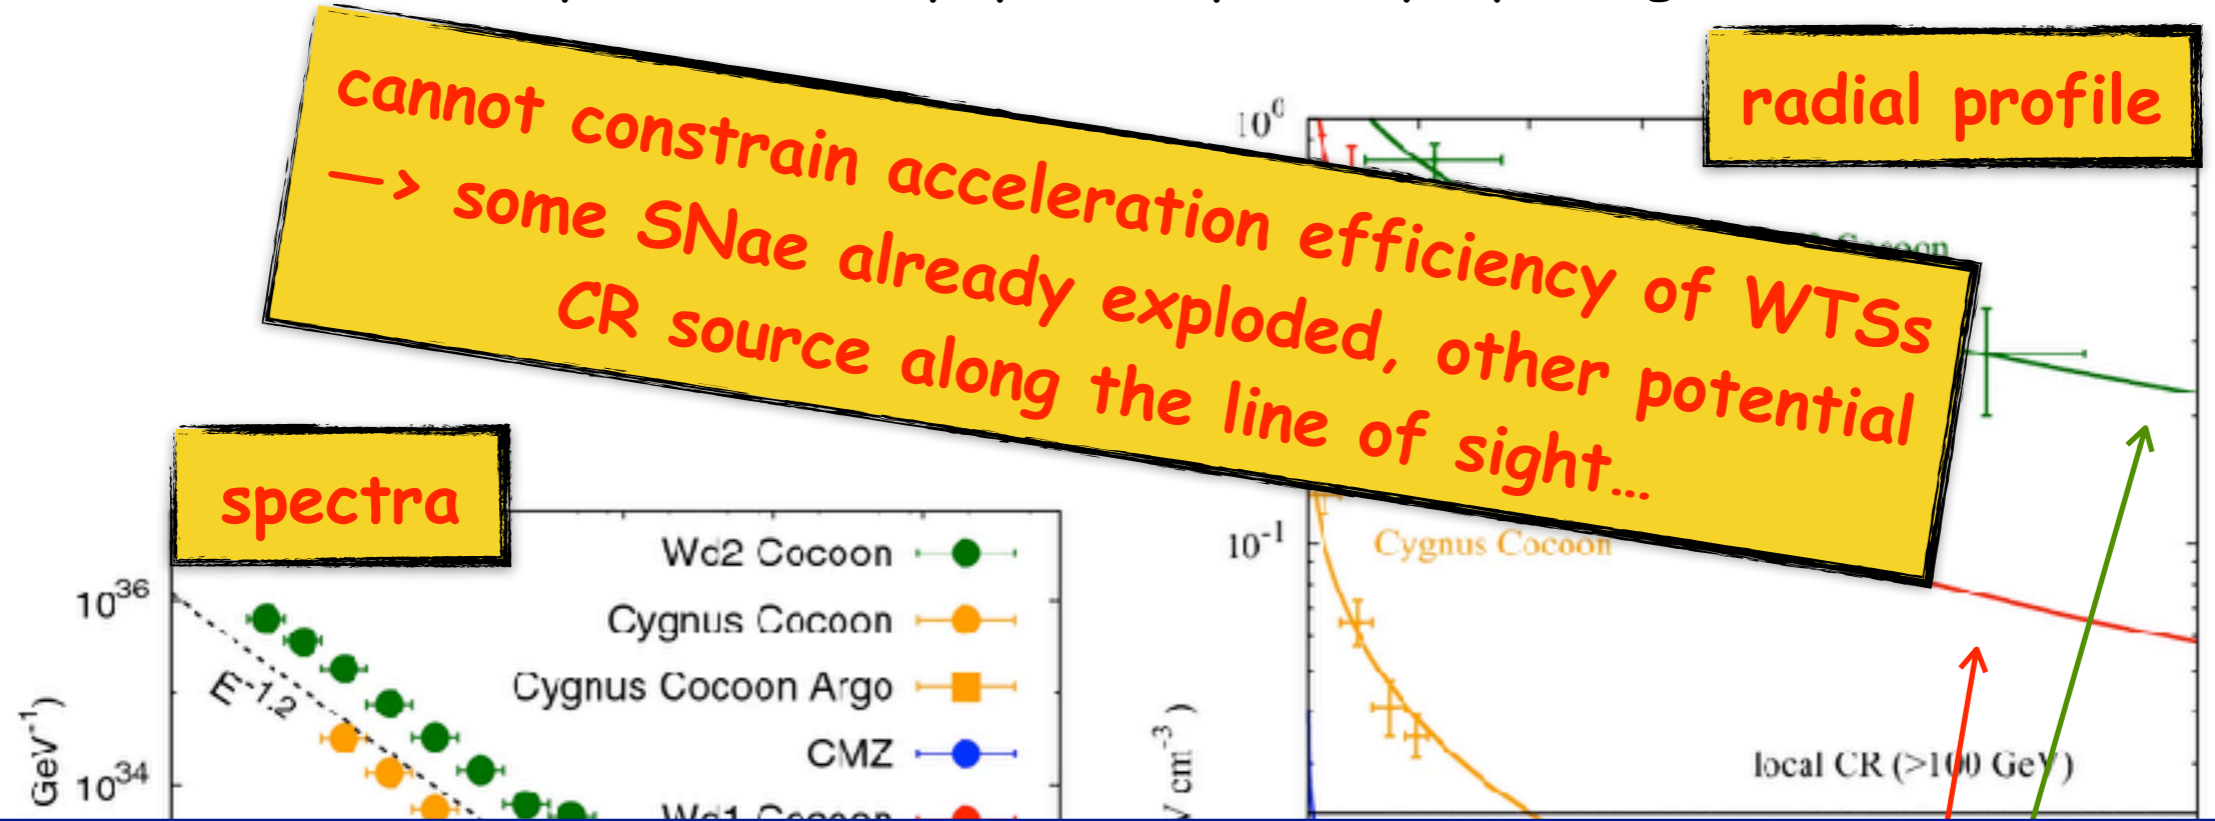 radial profile
cannot constrain acceleration efficiency of WTSs
—> some SNae already exploded, other potential
CR source along the line of sight...
spectra
10^0
Cocoon
10^-1
Cygnus Cocoon
local CR (>100 GeV)
V cm^-3 )
Wd2 Cocoon
Cygnus Cocoon
Cygnus Cocoon Argo
CMZ
Wd1 Cocoon
10^36
E^-1.2
10^34
GeV^-1)